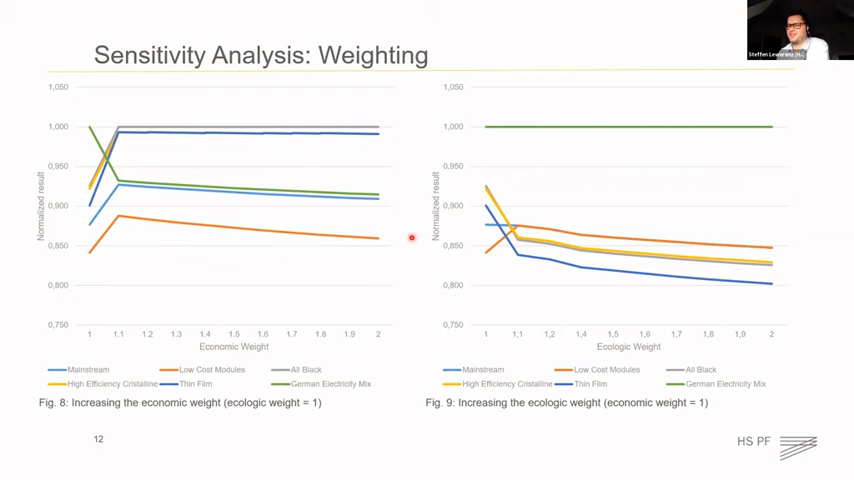 Sensitivity Analysis: Weighting
1,050
1,000
0,950
0,900
0,850
0,800
0,750
Normalized result
1 1.1 1.2 1.3 1.4 1.5 1.6 1.7 1.8 1.9 2
Economic Weight
Mainstream Low Cost Modules All Black
High Efficiency Cristalline Thin Film German Electricity Mix
Fig. 8: Increasing the economic weight (ecologic weight = 1)
1,050
1,000
0,950
0,900
0,850
0,800
0,750
Normalized result
1 1,1 1,2 1,3 1,4 1,5 1,6 1,7 1,8 1,9 2
Ecologic Weight
Mainstream Low Cost Modules All Black
High Efficiency Cristalline Thin Film German Electricity Mix
Fig. 9: Increasing the ecologic weight (economic weight = 1)
12
HS PF
Steffen Lewerenz